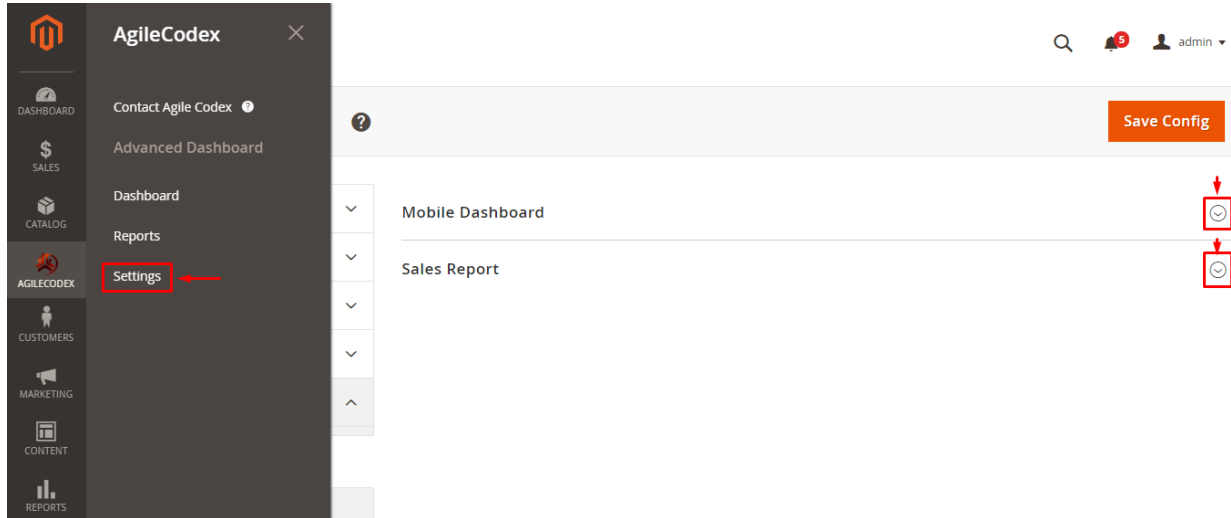 DASHBOARD
SALES
CATALOG
AGILECODEX
CUSTOMERS
MARKETING
CONTENT
REPORTS
AgileCodex
Contact Agile Codex ?
Advanced Dashboard
Dashboard
Reports
Settings
5
admin
?
Save Config
Mobile Dashboard
Sales Report